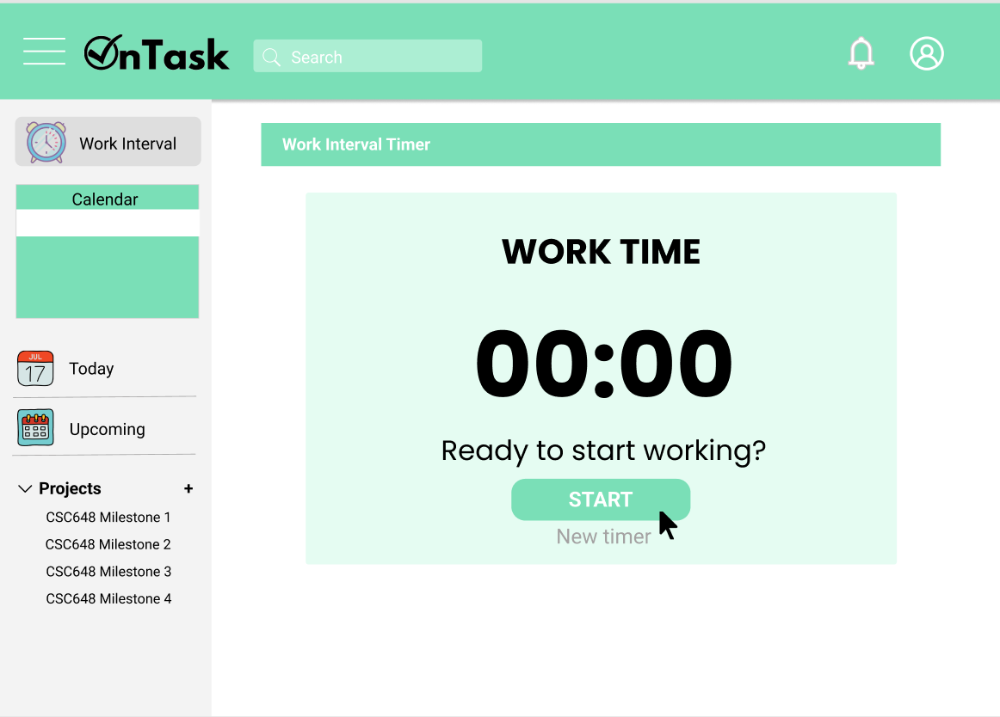 OnTask
Search
Work Interval
Calendar
JUL
17
Today
Upcoming
Projects +
CSC648 Milestone 1
CSC648 Milestone 2
CSC648 Milestone 3
CSC648 Milestone 4
Work Interval Timer
WORK TIME
00:00
Ready to start working?
START
New timer